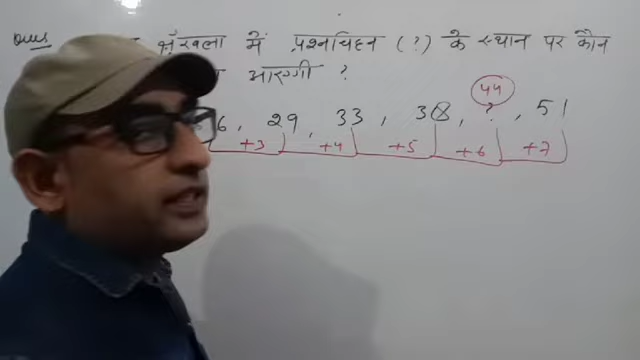 Ques श्रृंखला में प्रश्नचिह्न (?) के स्थान पर कौन
आएगी ?
44
6, 29, 33, 38, ?, 51
+3 +4 +5 +6 +7